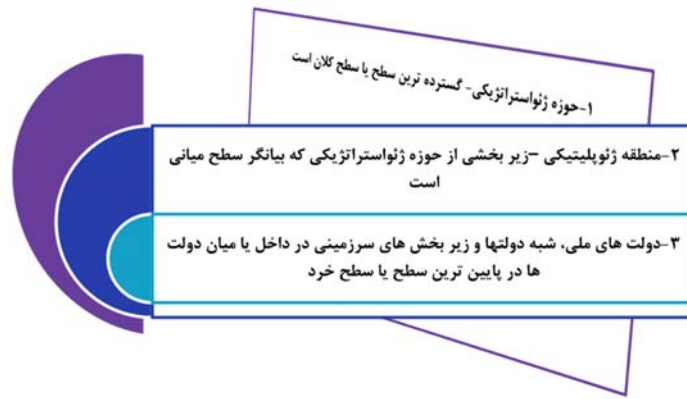 ۱-حوزه ژئواستراتژیکی- گسترده ترین سطح یا سطح کلان است
۲-منطقه ژئوپلیتیکی –زیر بخشی از حوزه ژئواستراتژیکی که بیانگر سطح میانی
است
۳-دولت های ملی، شبه دولتها و زیر بخش های سرزمینی در داخل یا میان دولت
ها در پایین ترین سطح یا سطح خرد